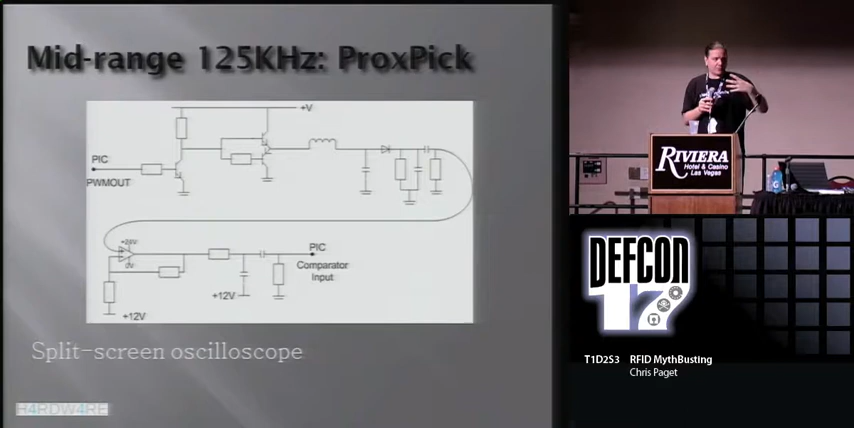 Mid-range 125KHz: ProxPick
+V
PIC
PWMOUT
+24V
0V
PIC
Comparator
Input
+12V
+12V
Split-screen oscilloscope
H4RDW4RE
RIVIERA
Hotel & Casino
Las Vegas
DEFCON
17
T1D2S3 RFID MythBusting
Chris Paget